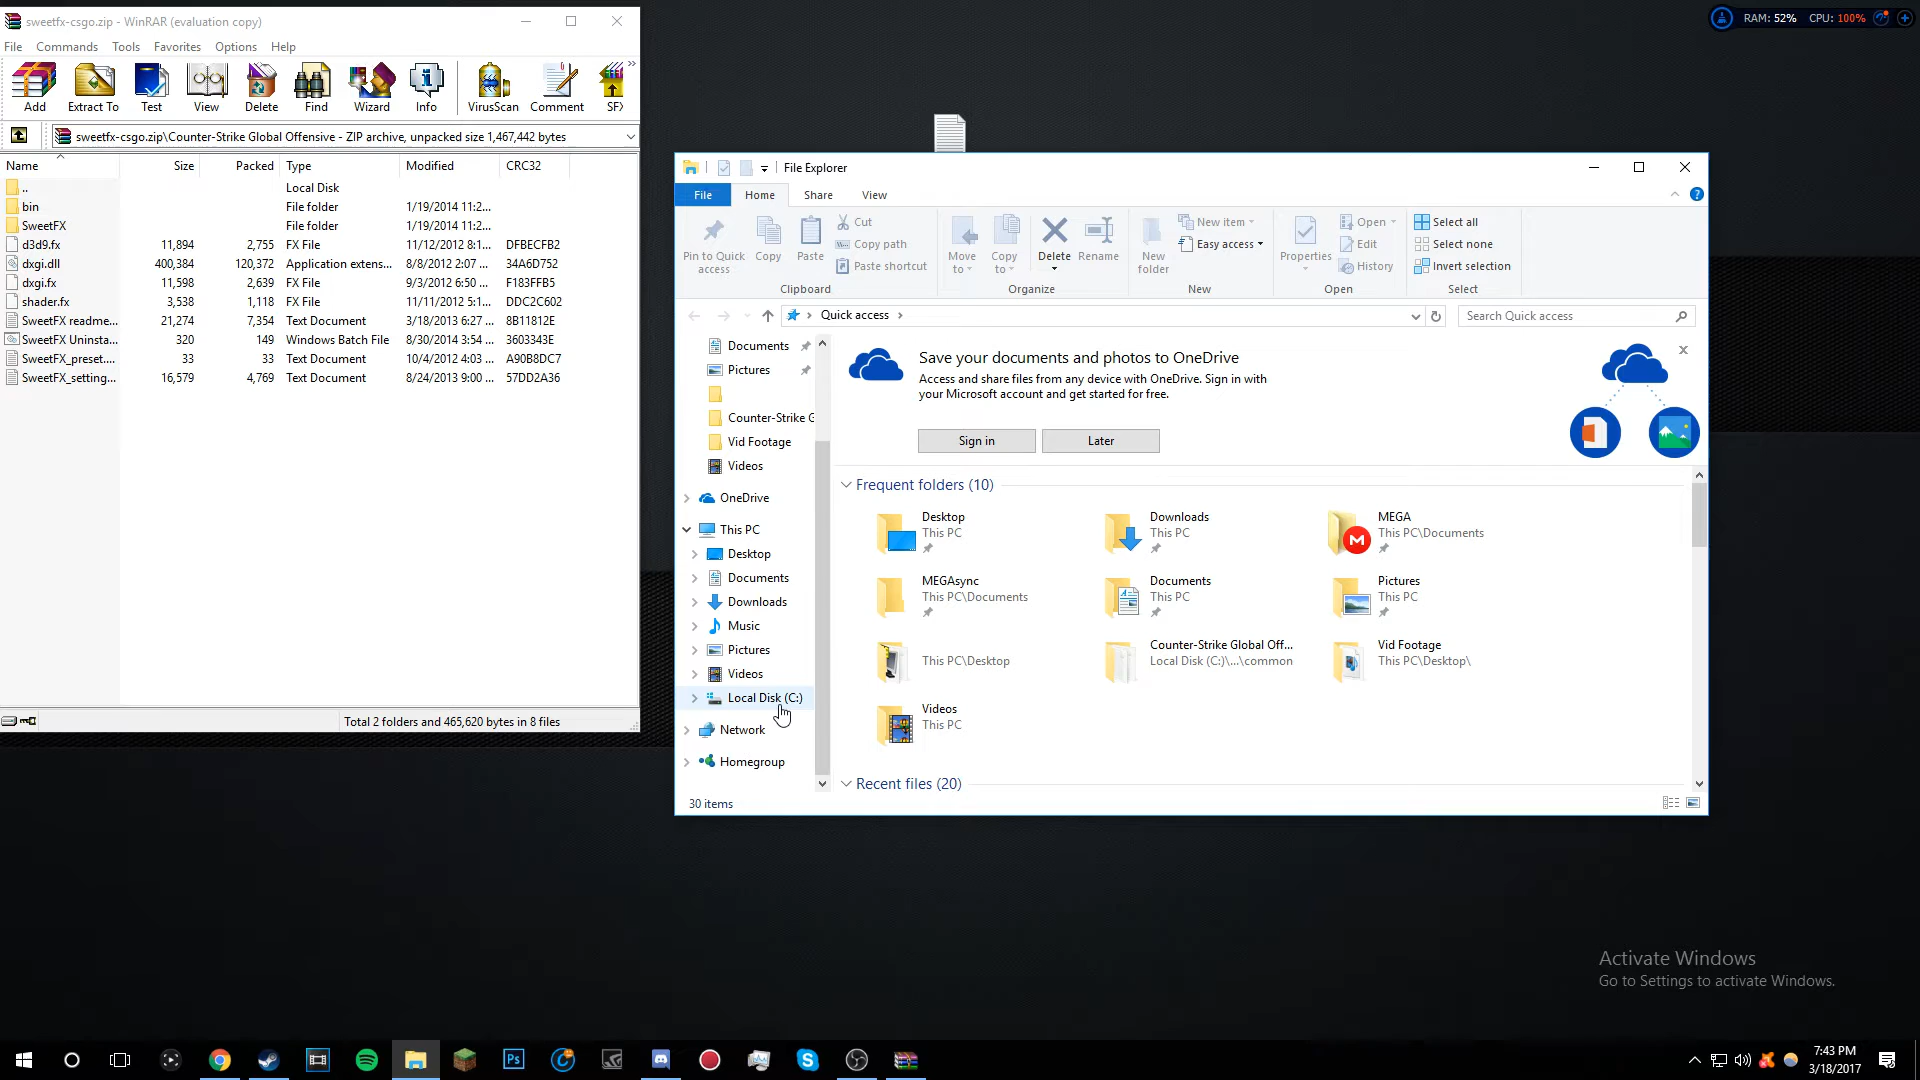 sweetfx-csgo.zip - WinRAR (evaluation copy)
File Commands Tools Favorites Options Help
Add Extract To Test View Delete Find Wizard Info VirusScan Comment SFX
sweetfx-csgo.zip\Counter-Strike Global Offensive - ZIP archive, unpacked size 1,467,442 bytes
Name Size Packed Type Modified CRC32
.. Local Disk
bin File folder 1/19/2014 11:2...
SweetFX File folder 1/19/2014 11:2...
d3d9.fx 11,894 2,755 FX File 11/12/2012 8:1... DFBECFB2
dxgi.dll 400,384 120,372 Application extens... 8/8/2012 2:07 ... 34A6D752
dxgi.fx 11,598 2,639 FX File 9/3/2012 6:50 ... F183FFB5
shader.fx 3,538 1,118 FX File 11/11/2012 5:1... DDC2C602
SweetFX readme... 21,274 7,354 Text Document 3/18/2013 6:27 ... 8B11812E
SweetFX Uninsta... 320 149 Windows Batch File 8/30/2014 3:54 ... 3603343E
SweetFX_preset.... 33 33 Text Document 10/4/2012 4:03 ... A90B8DC7
SweetFX_setting... 16,579 4,769 Text Document 8/24/2013 9:00 ... 57DD2A36
Total 2 folders and 465,620 bytes in 8 files
RAM: 52% CPU: 100%
File Explorer
File Home Share View
Pin to Quick access
Copy
Paste
Cut
Copy path
Paste shortcut
Clipboard
Move to
Copy to
Delete
Rename
Organize
New folder
New item
Easy access
New
Properties
Open
Edit
History
Open
Select all
Select none
Invert selection
Select
Quick access
Search Quick access
Documents
Pictures
Counter-Strike G
Vid Footage
Videos
OneDrive
This PC
Desktop
Documents
Downloads
Music
Pictures
Videos
Local Disk (C:)
Network
Homegroup
Save your documents and photos to OneDrive
Access and share files from any device with OneDrive. Sign in with
your Microsoft account and get started for free.
Sign in Later
Frequent folders (10)
Desktop
This PC
Downloads
This PC
MEGA
This PC\Documents
MEGAsync
This PC\Documents
Documents
This PC
Pictures
This PC
This PC\Desktop
Counter-Strike Global Off...
Local Disk (C:)\...\common
Vid Footage
This PC\Desktop\
Videos
This PC
Recent files (20)
30 items
Activate Windows
Go to Settings to activate Windows.
Ps
7:43 PM
3/18/2017